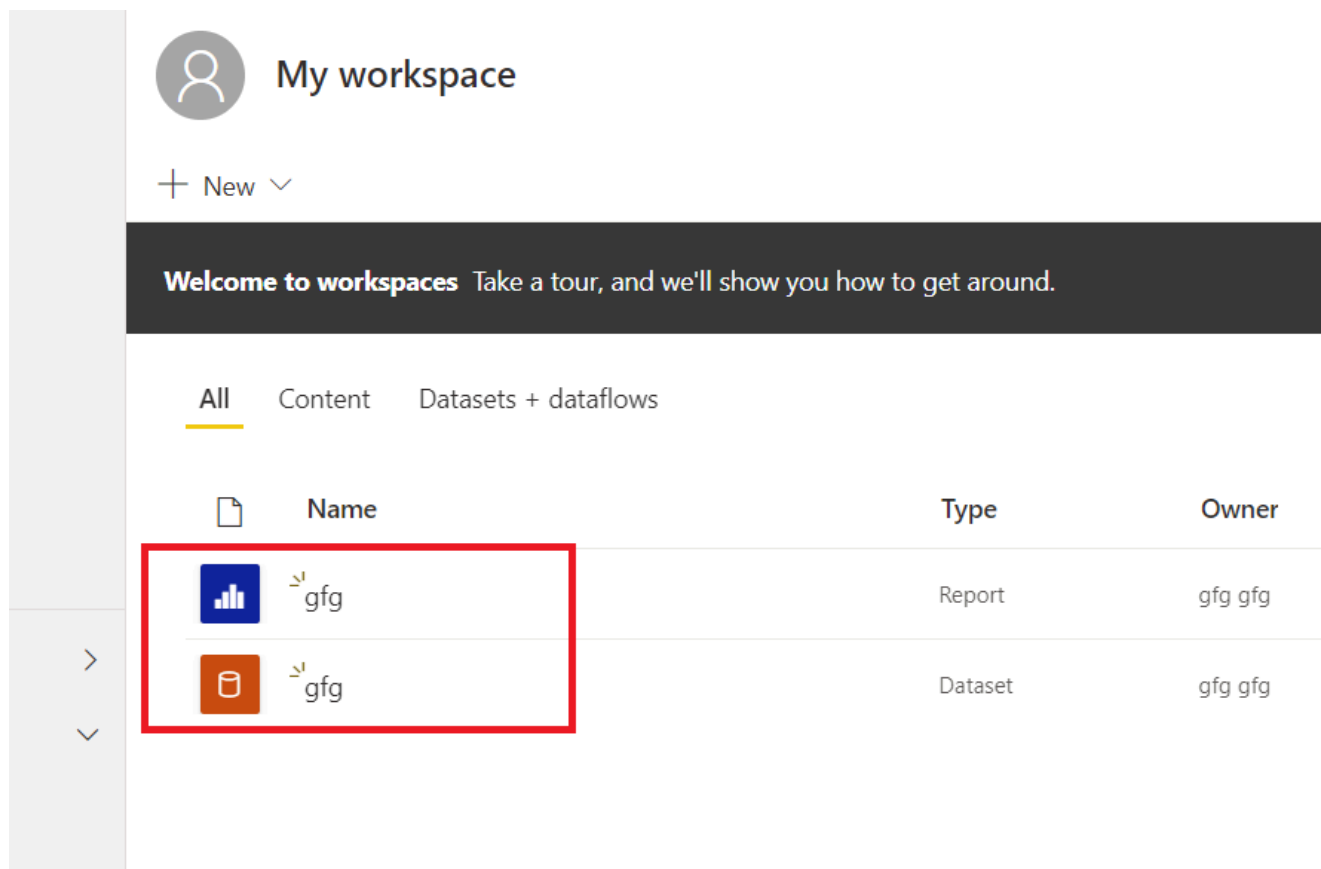 My workspace
New
Welcome to workspaces Take a tour, and we'll show you how to get around.
All Content Datasets + dataflows
Name Type Owner
gfg Report gfg gfg
gfg Dataset gfg gfg